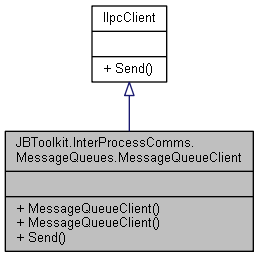 IIpcClient
+ Send()
JBToolkit.InterProcessComms.
MessageQueues.MessageQueueClient
+ MessageQueueClient()
+ MessageQueueClient()
+ Send()